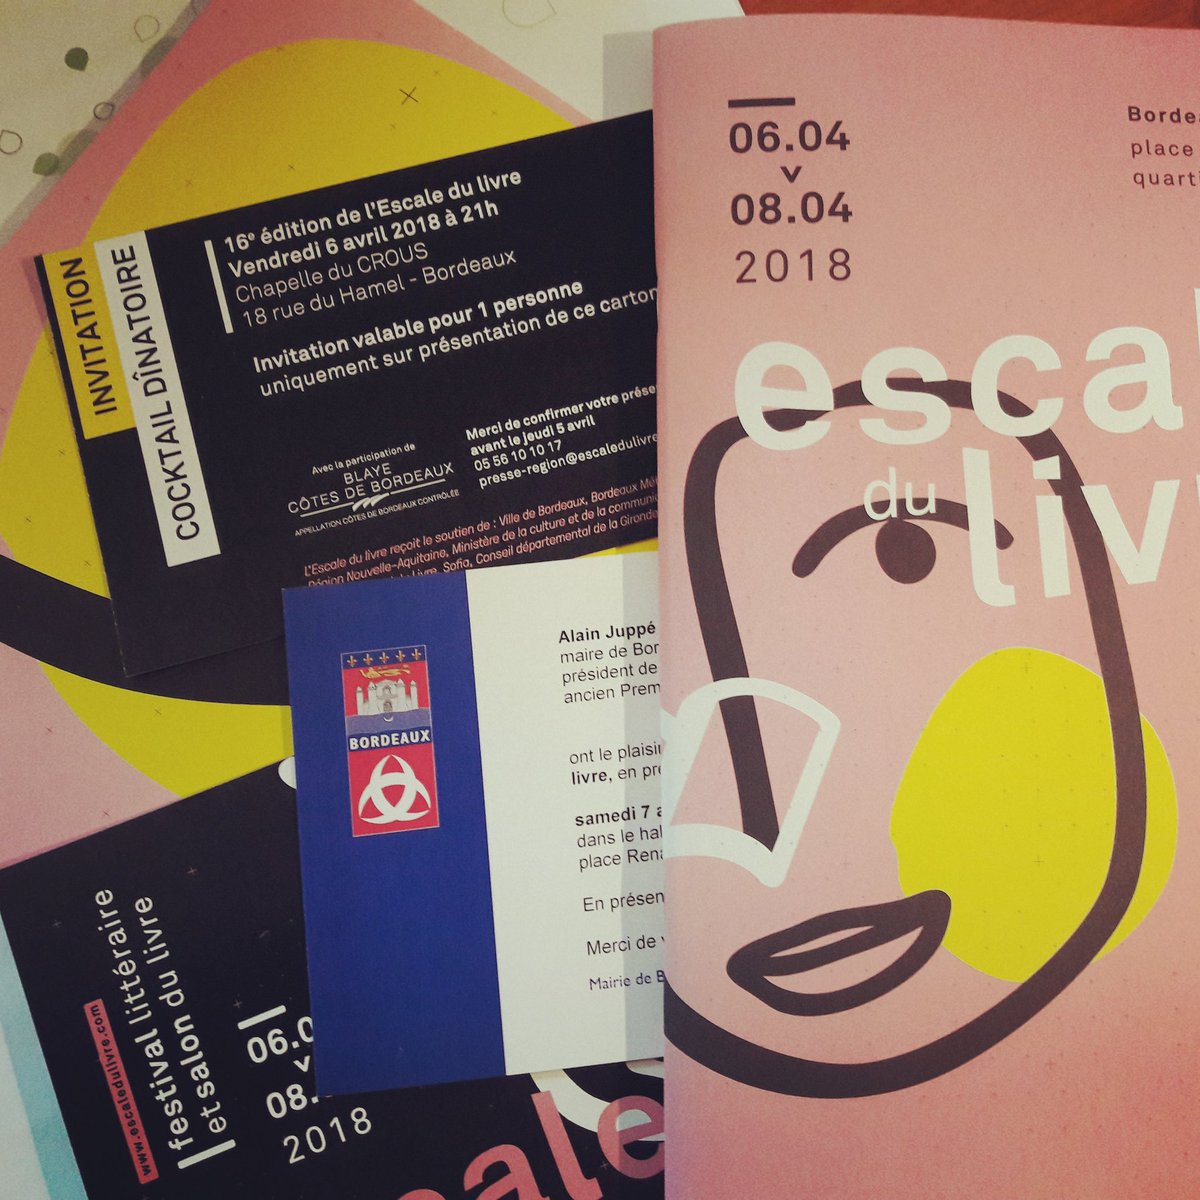 INVITATION
COCKTAIL DÎNATOIRE
16e édition de l'Escale du livre
Vendredi 6 avril 2018 à 21h
Chapelle du CROUS
18 rue du Hamel - Bordeaux
Invitation valable pour 1 personne
uniquement sur présentation de ce carton
Avec la participation de
BLAYE
CÔTES DE BORDEAUX
APPELLATION CÔTES DE BORDEAUX CONTRÔLÉE
Merci de confirmer votre prése
avant le jeudi 5 avril
05 56 10 10 17
presse-region@escaledulivre
L'Escale du livre reçoit le soutien de : Ville de Bordeaux, Bordeaux Mé
Région Nouvelle-Aquitaine, Ministère de la culture et de la communi
Livre, Sofia, Conseil départemental de la Gironde
BORDEAUX
Alain Juppé
maire de Bor
président de
ancien Prem
ont le plaisi
livre, en pré
samedi 7 a
dans le hal
place Rena
En présen
Merci de v
Mairie de B
www.escaledulivre.com
festival littéraire
et salon du livre
06.0
08.
2018
cale
06.04
08.04
2018
Bordea
place
quarti
escal
du
livr